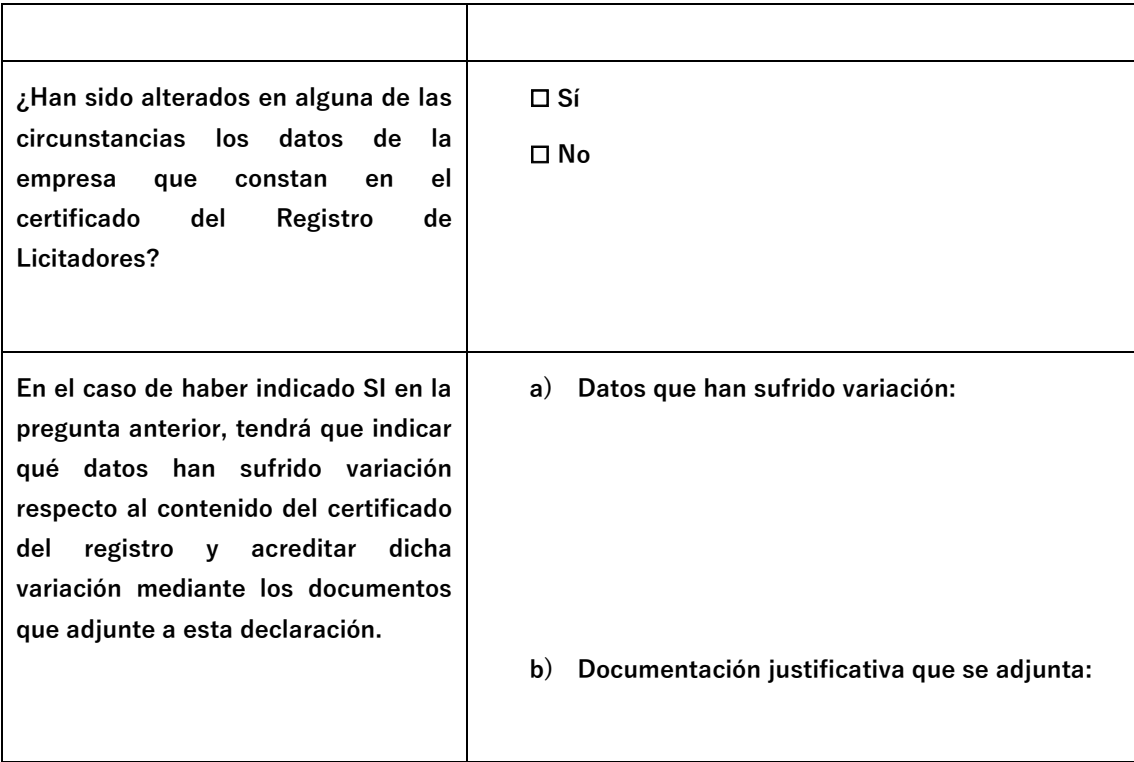 ¿Han sido alterados en alguna de las
circunstancias los datos de la
empresa que constan en el
certificado del Registro de
Licitadores?
☐ Sí
☐ No
En el caso de haber indicado SI en la
pregunta anterior, tendrá que indicar
qué datos han sufrido variación
respecto al contenido del certificado
del registro y acreditar dicha
variación mediante los documentos
que adjunte a esta declaración.
a) Datos que han sufrido variación:
b) Documentación justificativa que se adjunta: